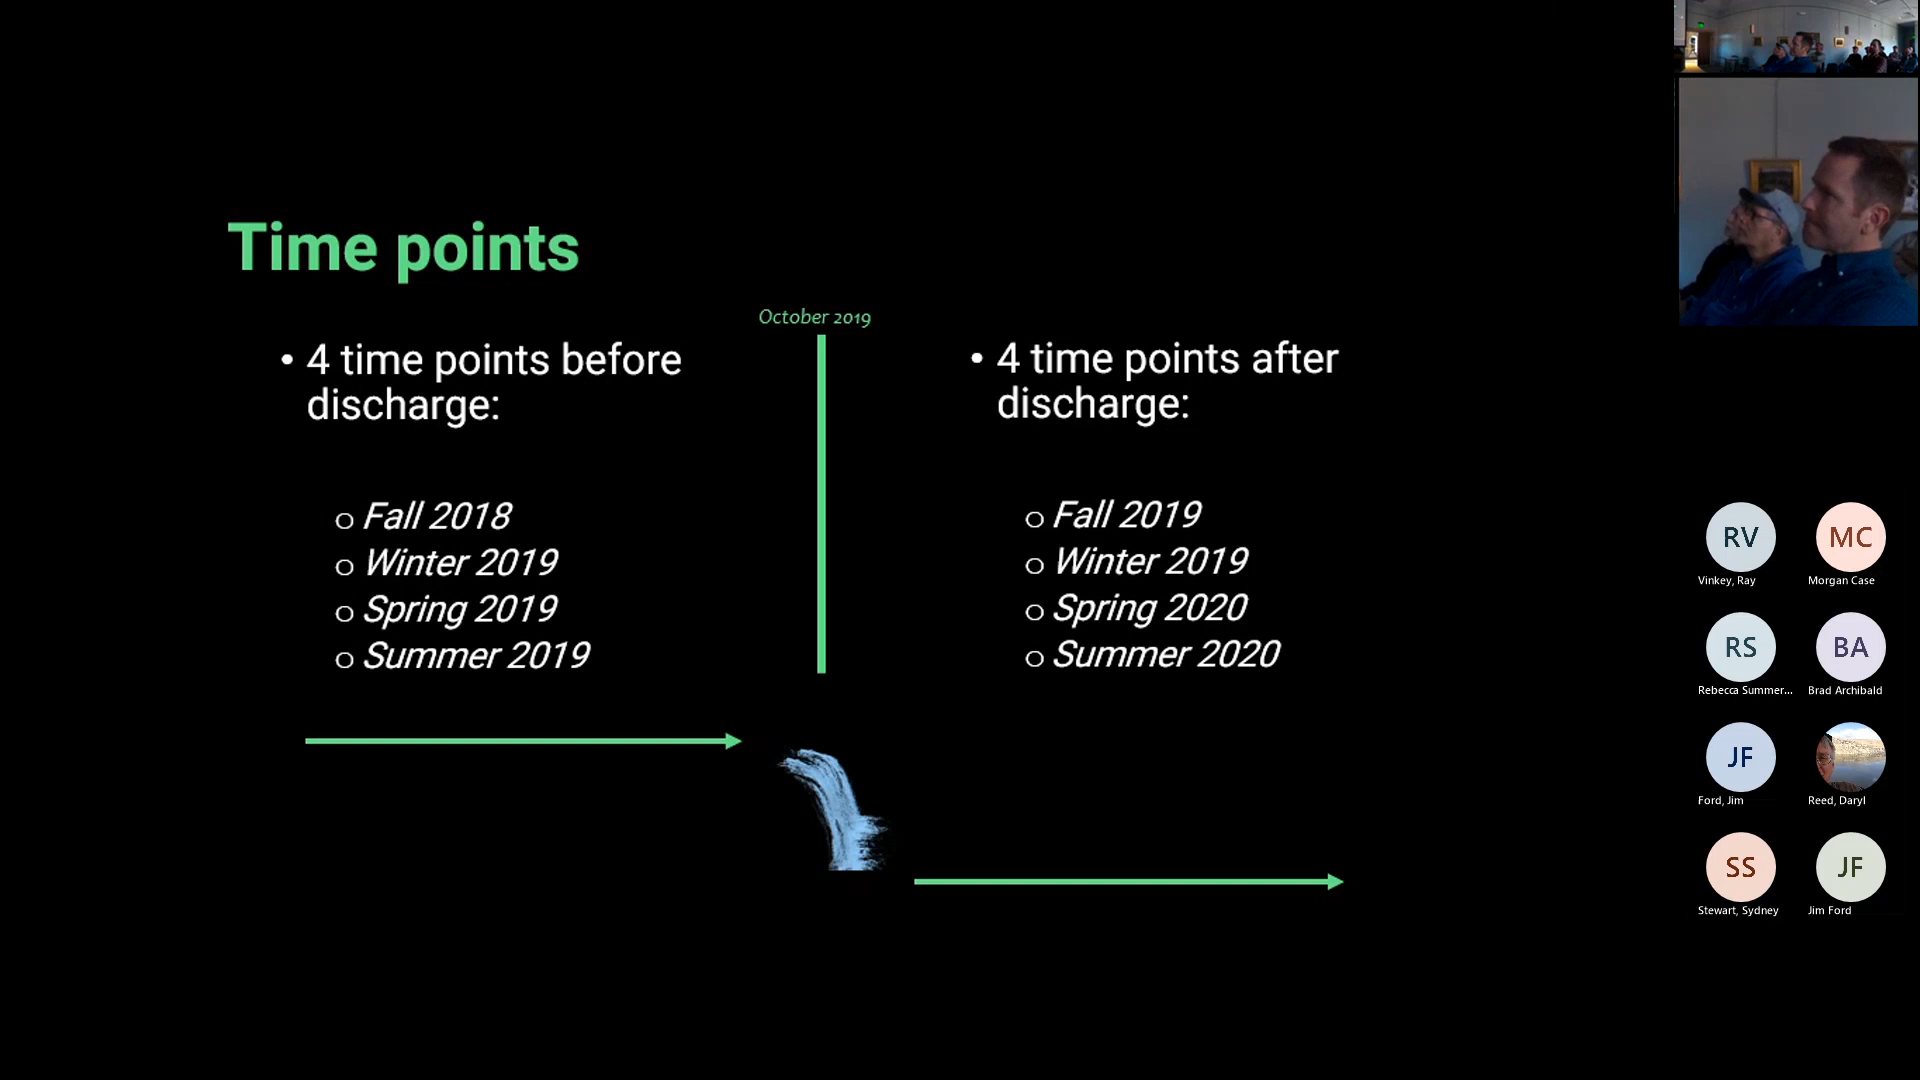 Time points
October 2019
• 4 time points before
discharge:
o Fall 2018
o Winter 2019
o Spring 2019
o Summer 2019
• 4 time points after
discharge:
o Fall 2019
o Winter 2019
o Spring 2020
o Summer 2020
RV
Vinkey, Ray
MC
Morgan Case
RS
Rebecca Summer...
BA
Brad Archibald
JF
Ford, Jim
Reed, Daryl
SS
Stewart, Sydney
JF
Jim Ford